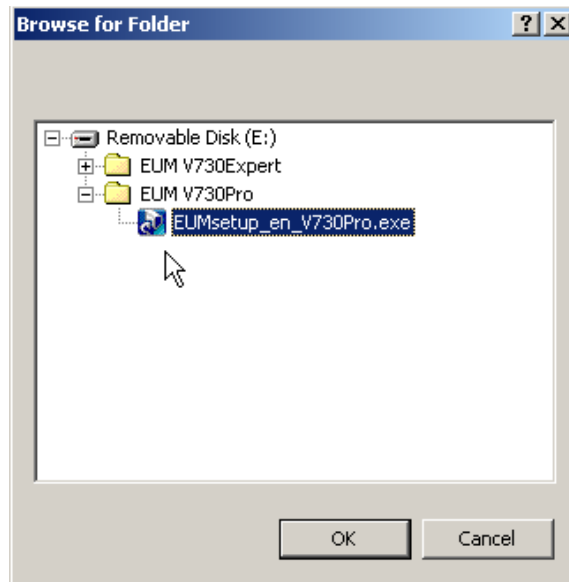 Browse for Folder
Removable Disk (E:)
EUM V730Expert
EUM V730Pro
EUMsetup_en_V730Pro.exe
OK Cancel